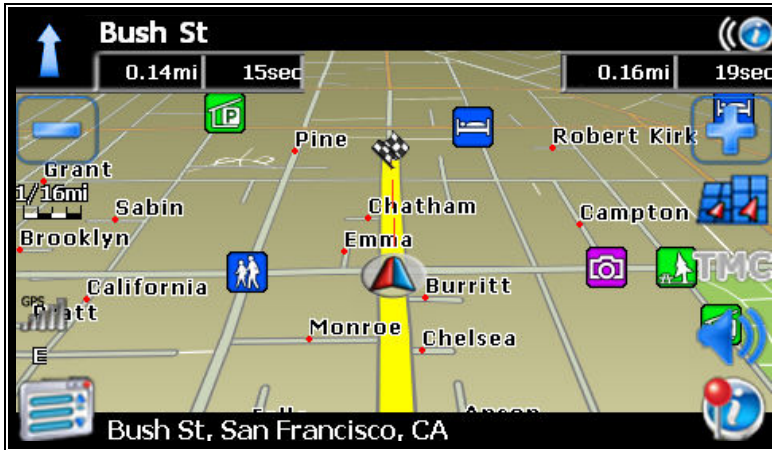 Bush St
0.14mi 15sec
0.16mi 19sec
P
Pine
Robert Kirk
Grant
1/16mi
Sabin
Chatham
Campton
Brooklyn
Emma
TMC
California
Burritt
GPS
Monroe
Chelsea
E
Bush St, San Francisco, CA